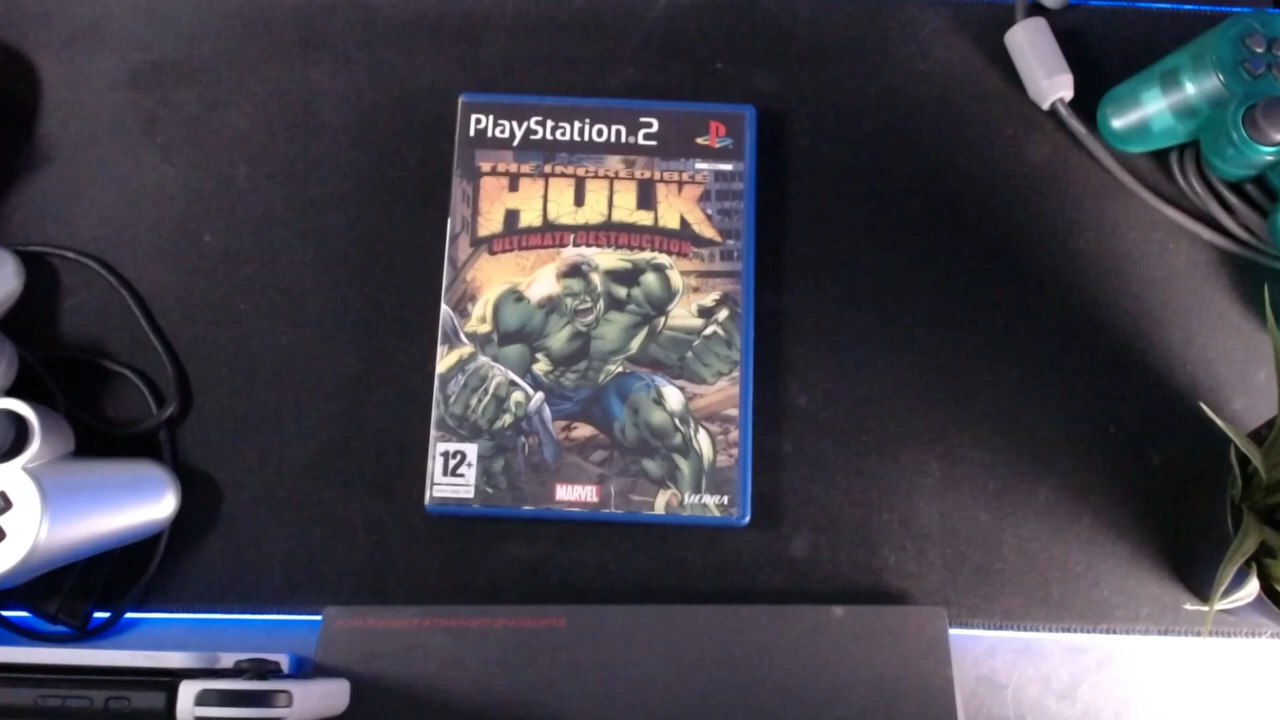 PlayStation.2
THE INCREDIBLE
HULK
ULTIMATE DESTRUCTION
12+
MARVEL
SIERRA